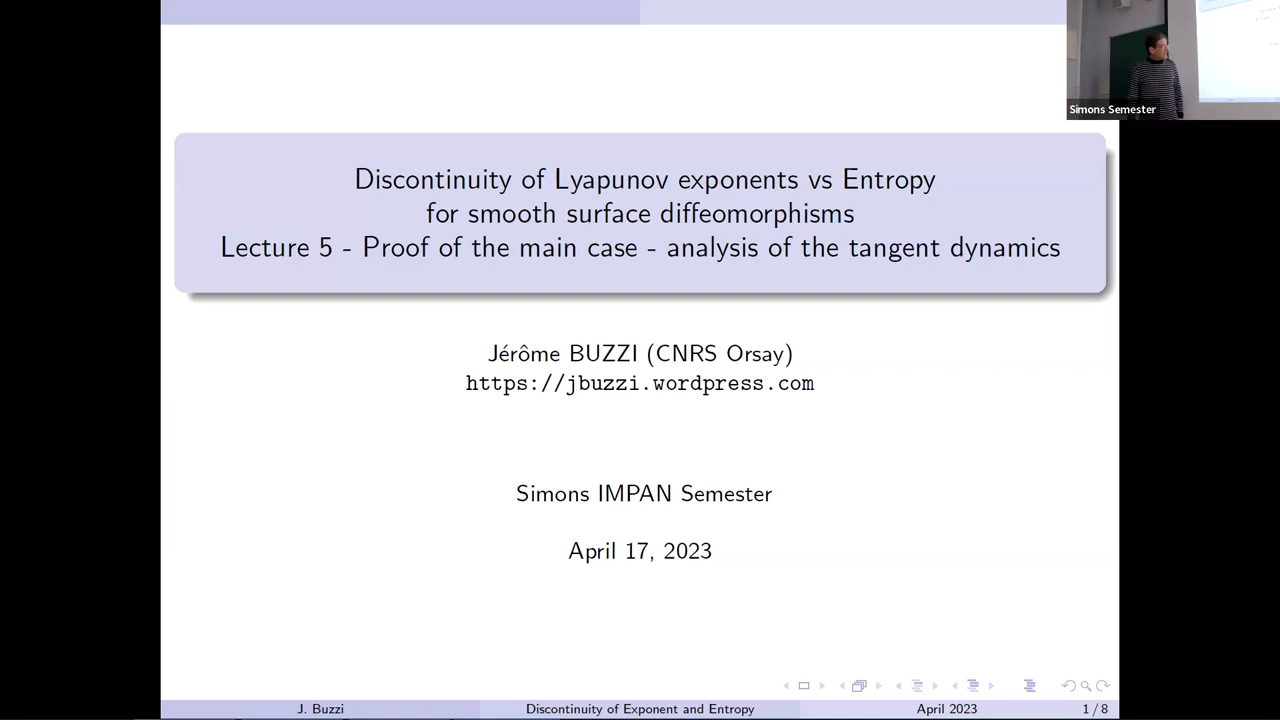 Simons Semester
Discontinuity of Lyapunov exponents vs Entropy
for smooth surface diffeomorphisms
Lecture 5 - Proof of the main case - analysis of the tangent dynamics
Jérôme BUZZI (CNRS Orsay)
https://jbuzzi.wordpress.com
Simons IMPAN Semester
April 17, 2023
J. Buzzi
Discontinuity of Exponent and Entropy
April 2023
1 / 8